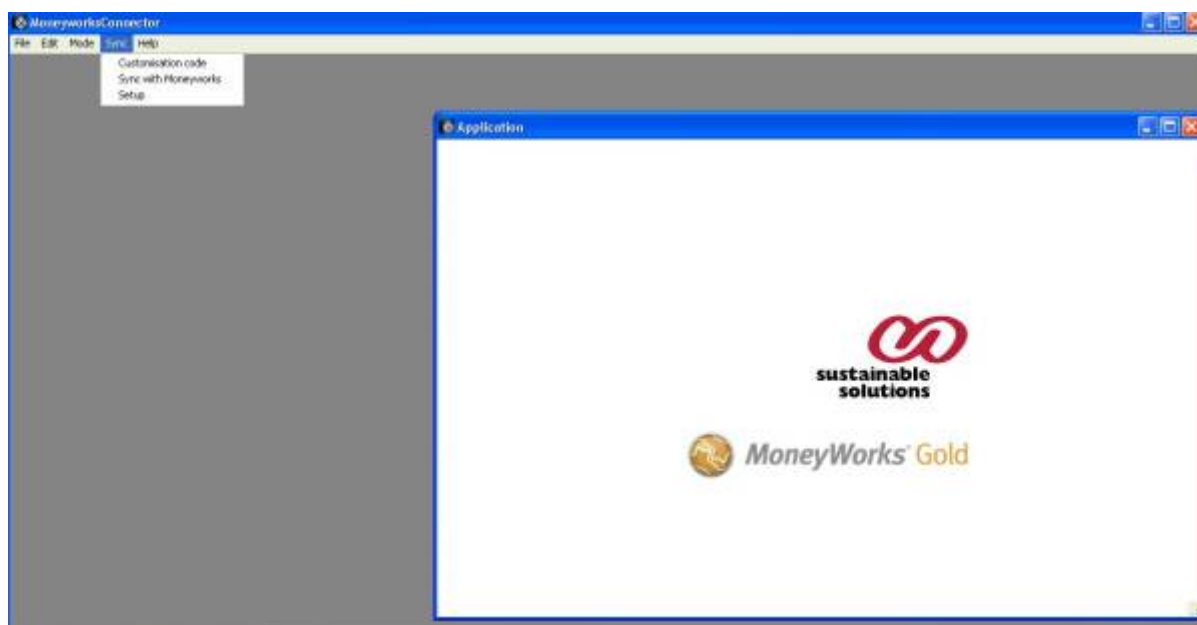 MoneyworksConnector
File Edit Mode Sync Help
Customisation code
Sync with Moneyworks
Setup
Application
sustainable
solutions
MoneyWorks Gold